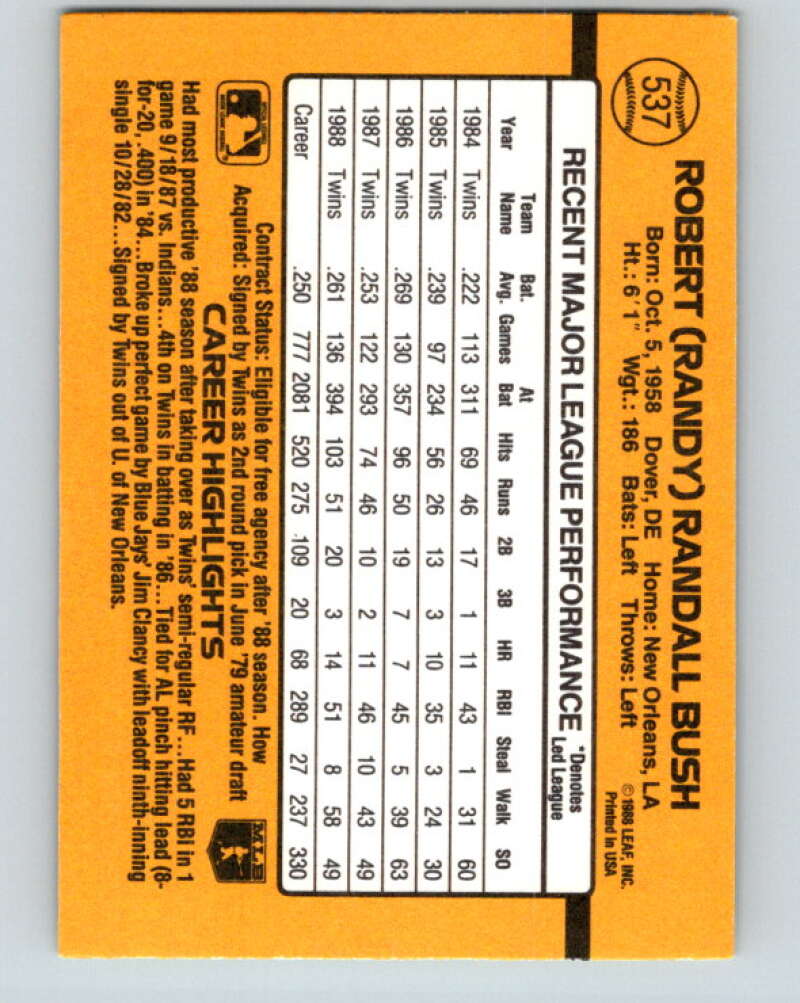 537
ROBERT (RANDY) RANDALL BUSH
Born: Oct. 5, 1958 Dover, DE Home: New Orleans, LA
Ht.: 6'1" Wgt.: 186 Bats: Left Throws: Left
©1988 LEAF, INC.
Printed In USA
RECENT MAJOR LEAGUE PERFORMANCE
*Denotes
Led League
Year Team Name Bat. Avg. Games At Bat Hits Runs 2B 3B HR RBI Steal Walk SO
1984 Twins .222 113 311 69 46 17 1 11 43 1 31 60
1985 Twins .239 97 234 56 26 13 3 10 35 3 24 30
1986 Twins .269 130 357 96 50 19 7 7 45 5 39 63
1987 Twins .253 122 293 74 46 10 2 11 46 10 43 49
1988 Twins .261 136 394 103 51 20 3 14 51 8 58 49
Career .250 777 2081 520 275 109 20 68 289 27 237 330
Contract Status: Eligible for free agency after '88 season. How
Acquired: Signed by Twins as 2nd round pick in June '79 amateur draft
MLB
CAREER HIGHLIGHTS
Had most productive '88 season after taking over as Twins' semi-regular RF...Had 5 RBI in 1
game 9/18/87 vs. Indians...4th on Twins in batting in '86...Tied for AL pinch hitting lead (8-
for-20, .400) in '84...Broke up perfect game by Blue Jays' Jim Clancy with leadoff ninth-inning
single 10/28/82...Signed by Twins out of U. of New Orleans.